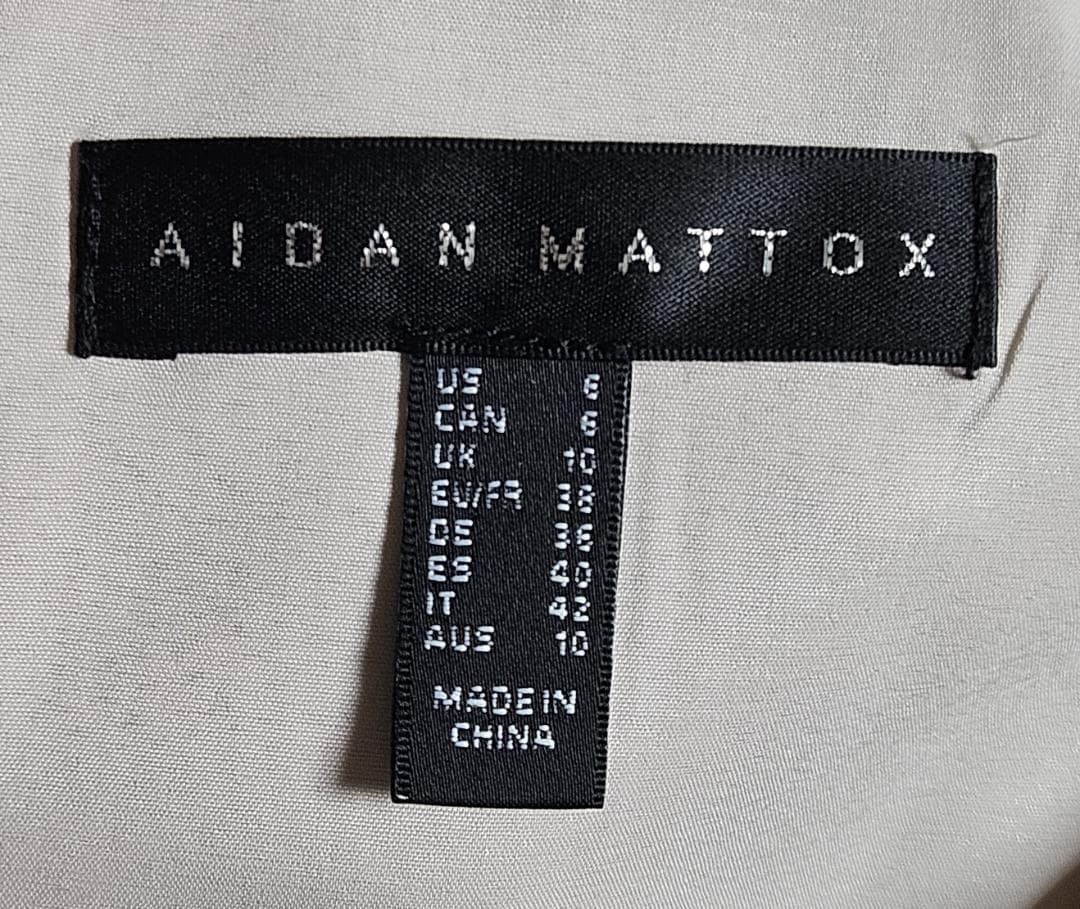 AIDAN MATTOX
US 6
CAN 6
UK 10
EU/FR 38
DE 36
ES 40
IT 42
AUS 10
MADE IN
CHINA